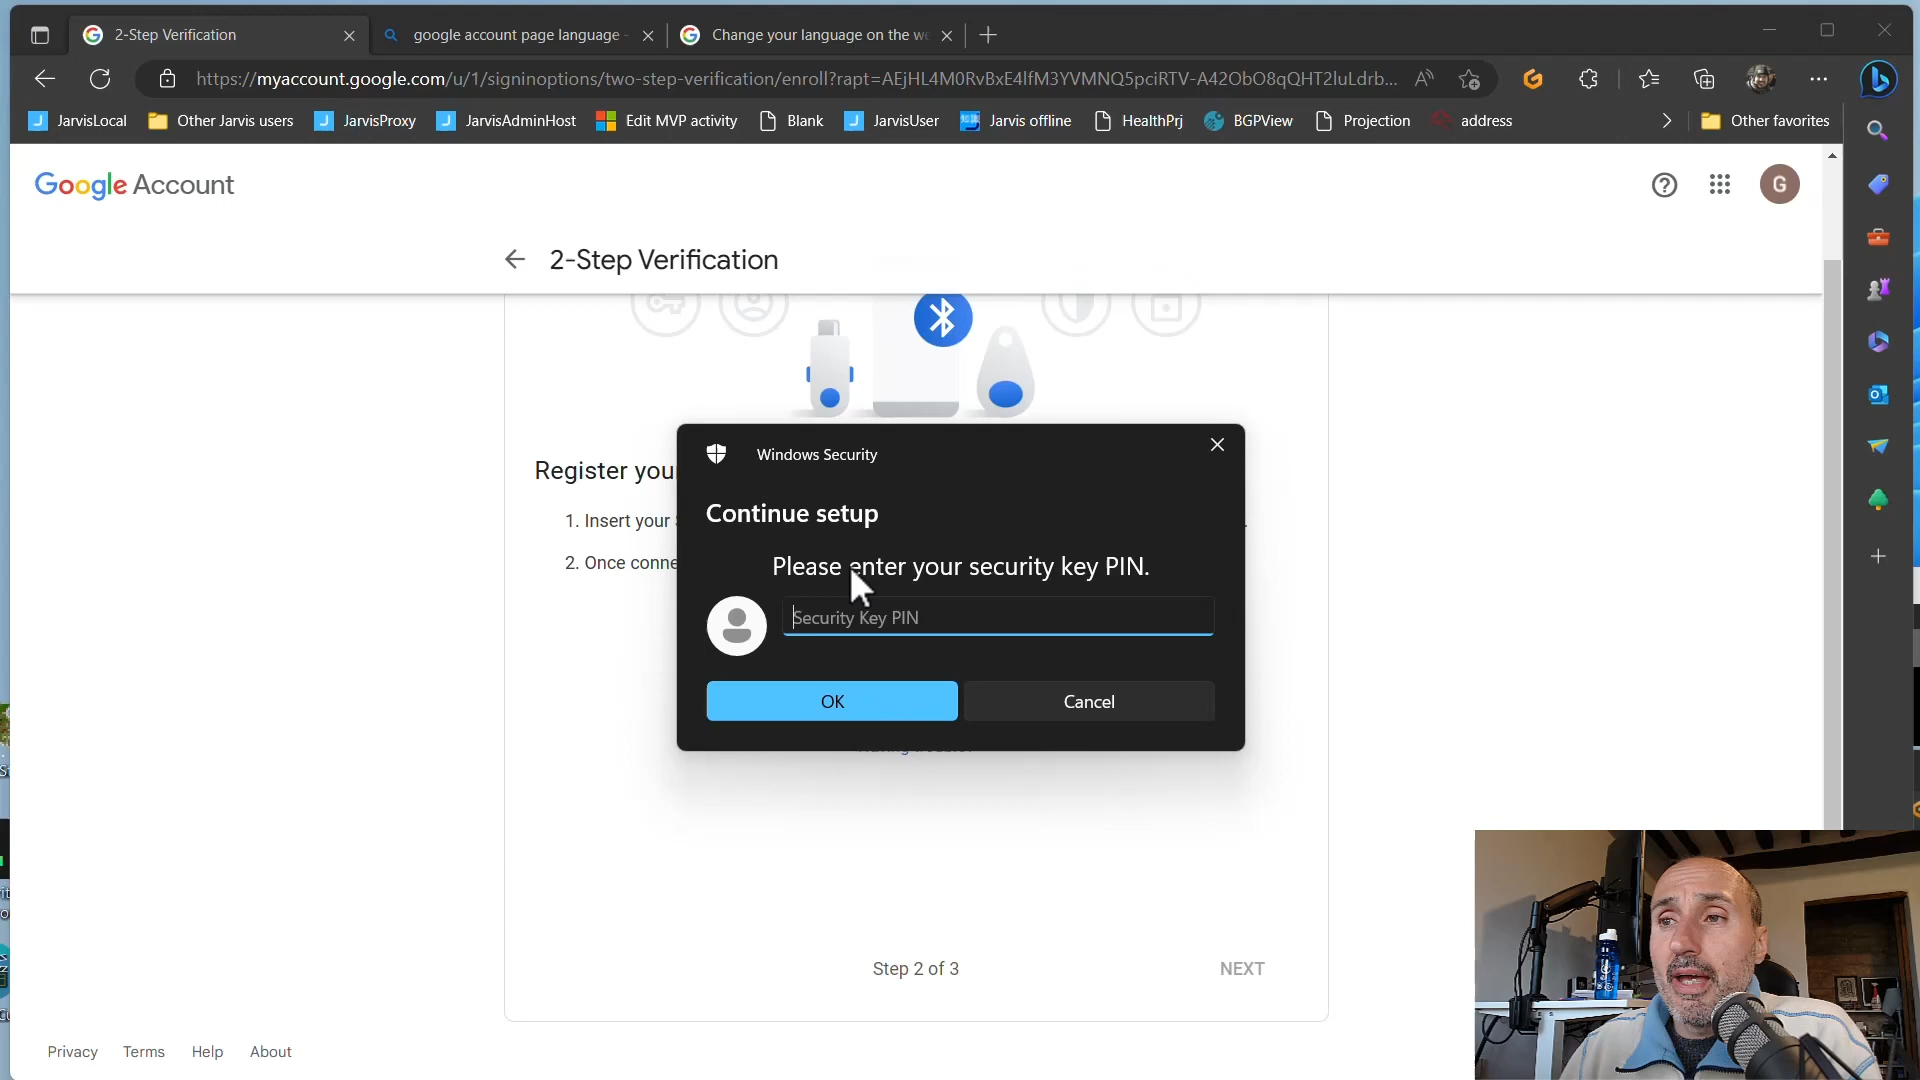 2-Step Verification
google account page language
Change your language on the we
https://myaccount.google.com/u/1/signinoptions/two-step-verification/enroll?rapt=AEjHL4M0RvBxE4lfM3YVMNQ5pciRTV-A42ObO8qQHT2luLdrb...
JarvisLocal
Other Jarvis users
JarvisProxy
JarvisAdminHost
Edit MVP activity
Blank
JarvisUser
Jarvis offline
HealthPrj
BGPView
Projection
address
Other favorites
Google Account
G
2-Step Verification
Register your
1. Insert your
2. Once conne
Windows Security
Continue setup
Please enter your security key PIN.
Security Key PIN
OK
Cancel
Step 2 of 3
NEXT
Privacy
Terms
Help
About